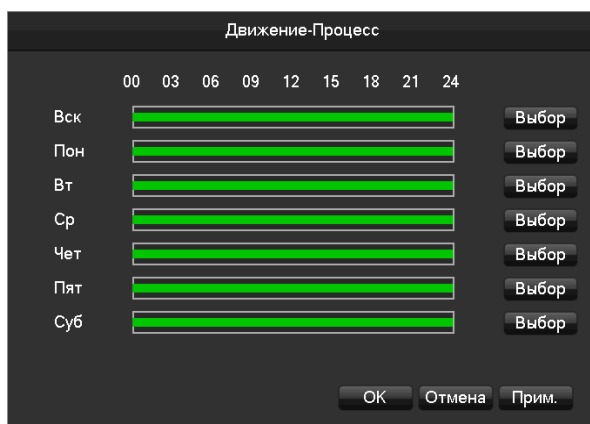 Движение-Процесс
00 03 06 09 12 15 18 21 24
Вск Выбор
Пон Выбор
Вт Выбор
Ср Выбор
Чет Выбор
Пят Выбор
Суб Выбор
OK Отмена Прим.